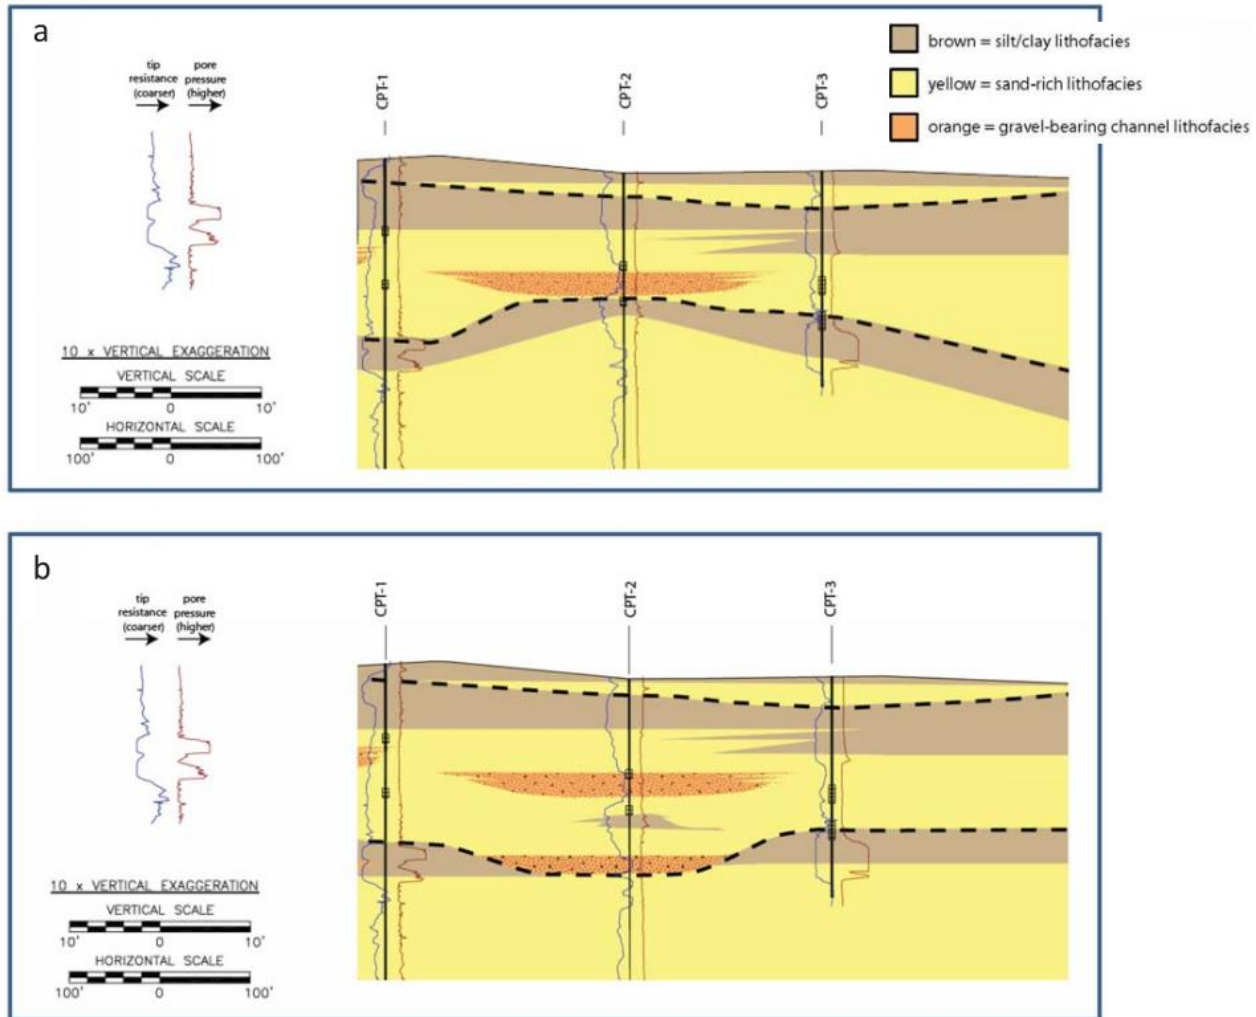 a
tip
resistance
(coarser)
pore
pressure
(higher)
CPT-1
CPT-2
CPT-3
brown = silt/clay lithofacies
yellow = sand-rich lithofacies
orange = gravel-bearing channel lithofacies
10 x VERTICAL EXAGGERATION
VERTICAL SCALE
10' 0 10'
HORIZONTAL SCALE
100' 0 100'
b
tip
resistance
(coarser)
pore
pressure
(higher)
CPT-1
CPT-2
CPT-3
10 x VERTICAL EXAGGERATION
VERTICAL SCALE
10' 0 10'
HORIZONTAL SCALE
100' 0 100'